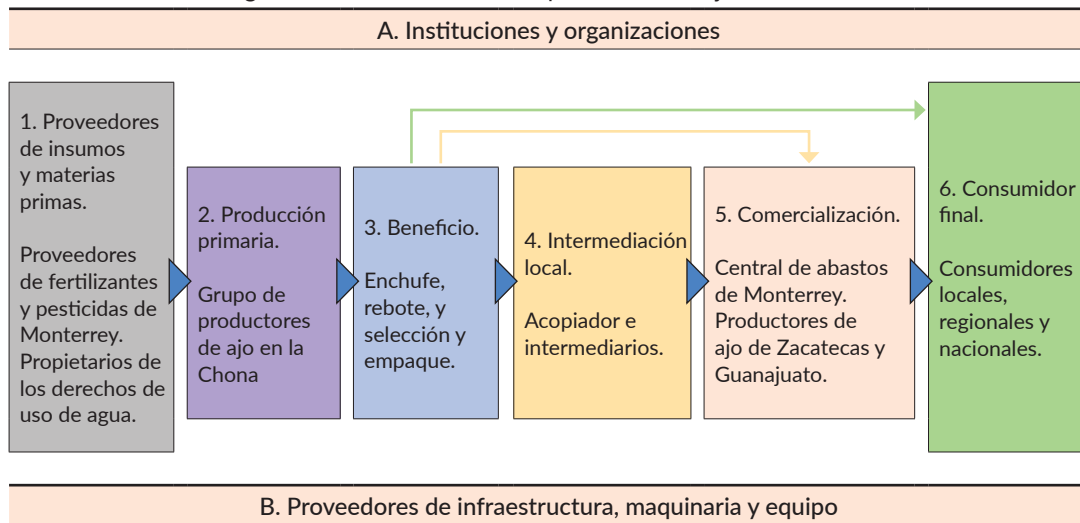 A. Instituciones y organizaciones
1. Proveedores
de insumos
y materias
primas.
Proveedores
de fertilizantes
y pesticidas de
Monterrey.
Propietarios de
los derechos de
uso de agua.
2. Producción
primaria.
Grupo de
productores
de ajo en la
Chona
3. Beneficio.
Enchufe,
rebote, y
selección y
empaque.
4. Intermediación
local.
Acopiador e
intermediarios.
5. Comercialización.
Central de abastos
de Monterrey.
Productores de
ajo de Zacatecas y
Guanajuato.
6. Consumidor
final.
Consumidores
locales,
regionales y
nacionales.
B. Proveedores de infraestructura, maquinaria y equipo